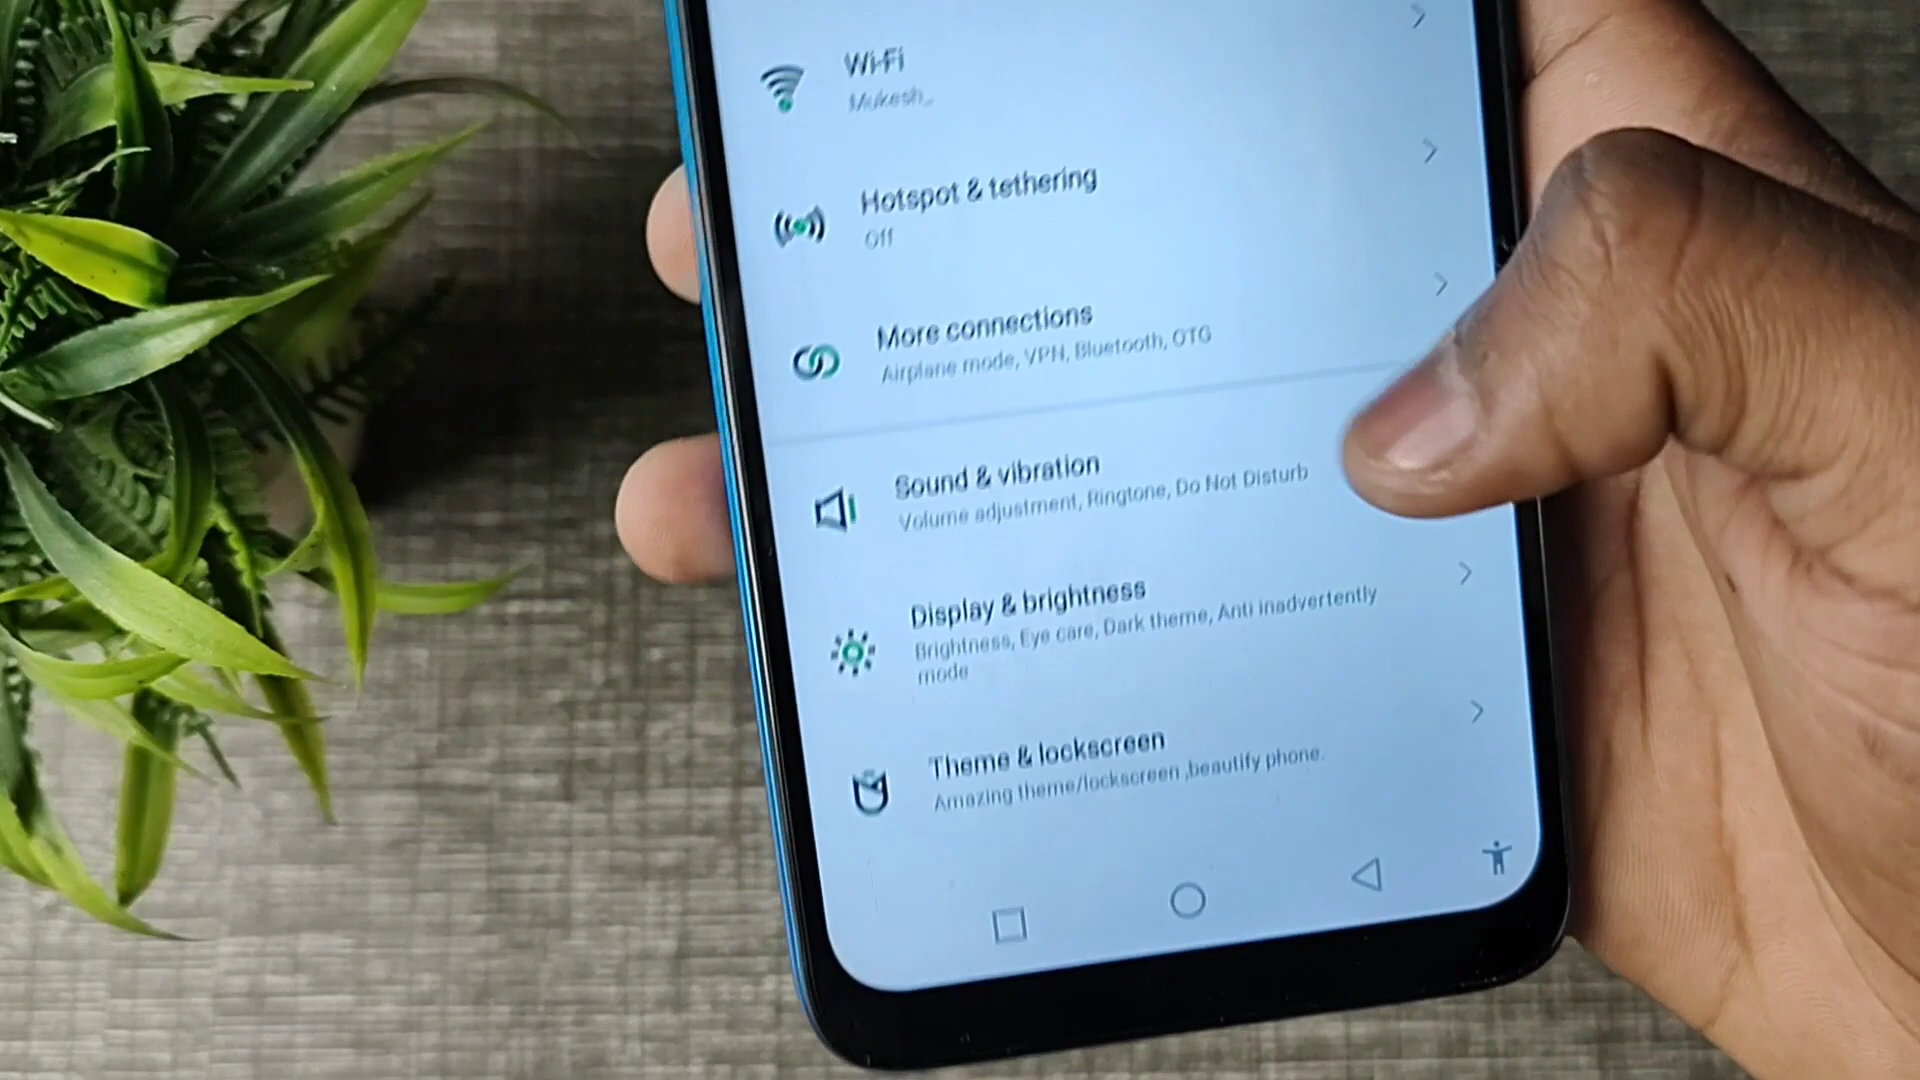 Wi-Fi
Mukesh_
Hotspot & tethering
Off
More connections
Airplane mode, VPN, Bluetooth, OTG
Sound & vibration
Volume adjustment, Ringtone, Do Not Disturb
Display & brightness
Brightness, Eye care, Dark theme, Anti inadvertently
mode
Theme & lockscreen
Amazing theme/lockscreen ,beautify phone.